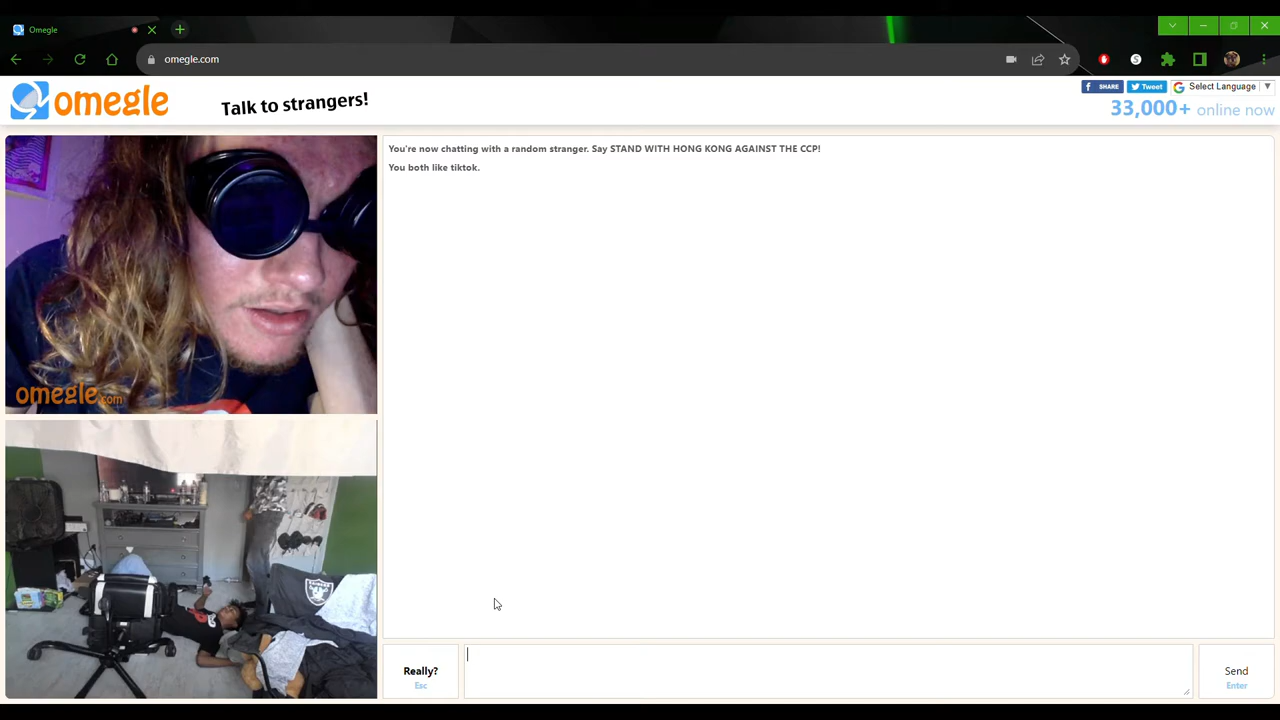 Omegle
omegle.com
omegle
Talk to strangers!
SHARE
Tweet
Select Language
33,000+ online now
You're now chatting with a random stranger. Say STAND WITH HONG KONG AGAINST THE CCP!
You both like tiktok.
omegle.com
RAIDERS
Really?
Esc
Send
Enter